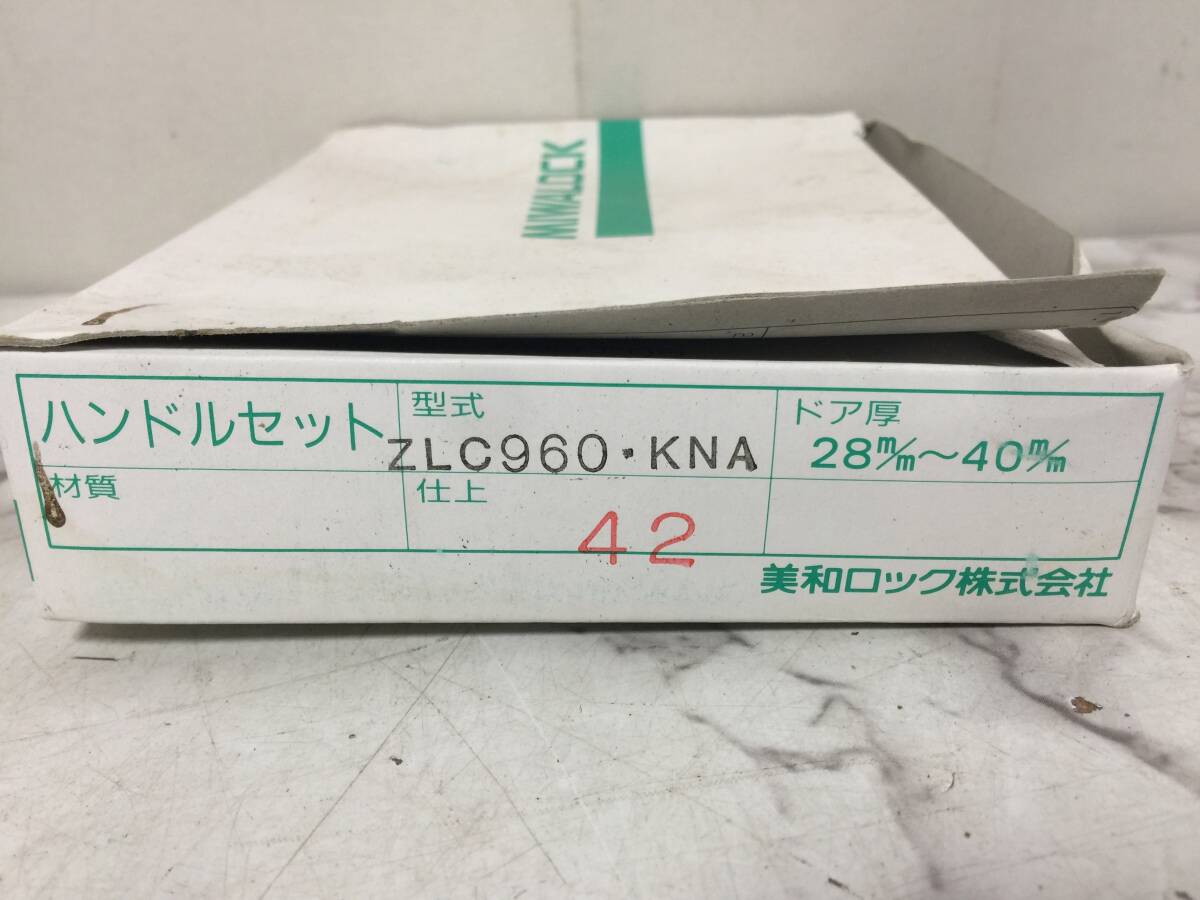 MIWALOCK
ハンドルセット
型式
ZLC960・KNA
ドア厚
28㎜~40㎜
材質
仕上
42
美和ロック株式会社